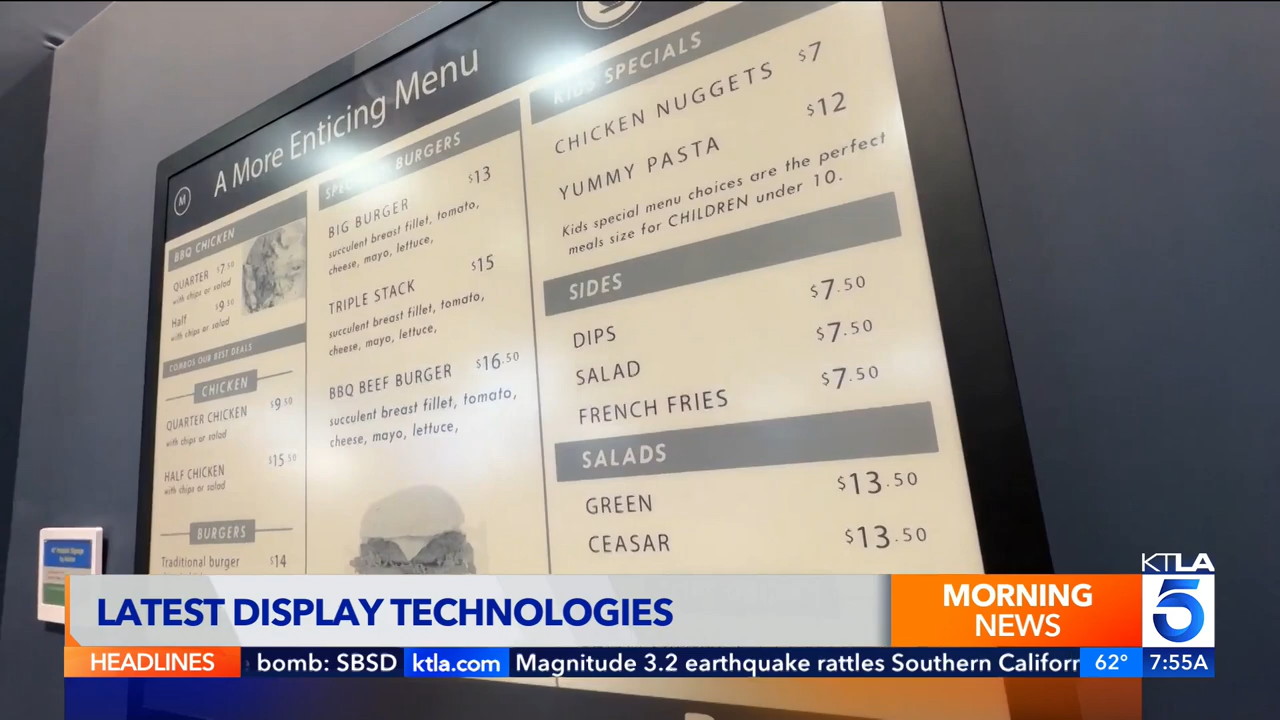 A More Enticing Menu
M
BBQ CHICKEN
QUARTER $7.50
with chips or salad
Half $9.50
with chips or salad
COMBOS OUR BEST DEALS
CHICKEN
QUARTER CHICKEN $9.50
with chips or salad
HALF CHICKEN $15.50
with chips or salad
BURGERS
Traditional burger $14
BURGERS
BIG BURGER $13
succulent breast fillet, tomato,
cheese, mayo, lettuce,
TRIPLE STACK $15
succulent breast fillet, tomato,
cheese, mayo, lettuce,
BBQ BEEF BURGER $16.50
succulent breast fillet, tomato,
cheese, mayo, lettuce,
KIDS SPECIALS
CHICKEN NUGGETS $7
YUMMY PASTA $12
Kids special menu choices are the perfect
meals size for CHILDREN under 10.
SIDES
DIPS $7.50
SALAD $7.50
FRENCH FRIES $7.50
SALADS
GREEN $13.50
CEASAR $13.50
LATEST DISPLAY TECHNOLOGIES
MORNING
NEWS
KTLA
5
HEADLINES e bomb: SBSD ktla.com Magnitude 3.2 earthquake rattles Southern Californ 62° 7:55A